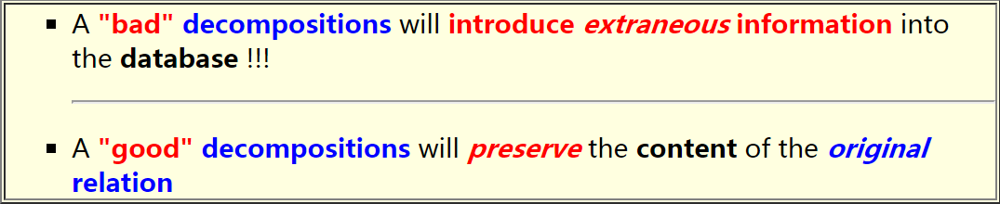 A "bad" decompositions will introduce extraneous information into
the database !!!
A "good" decompositions will preserve the content of the original
relation